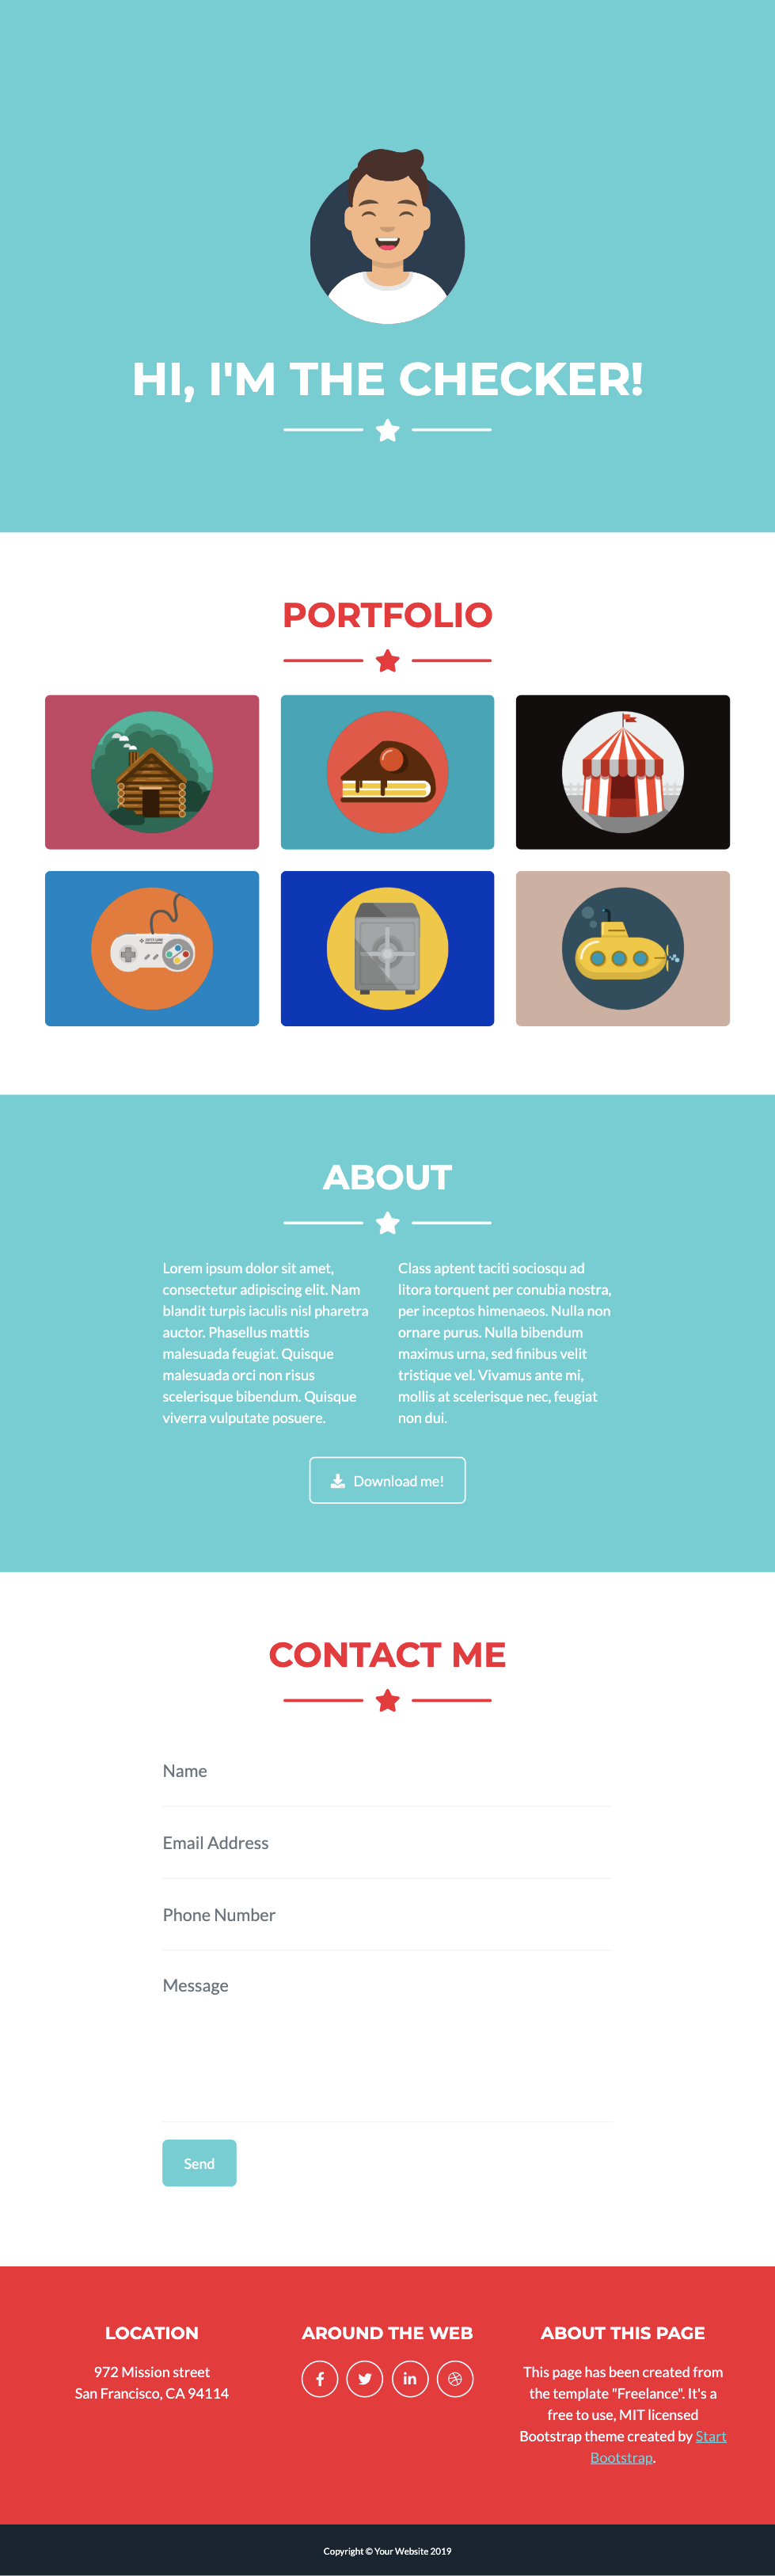 HI, I'M THE CHECKER!
PORTFOLIO
ABOUT
Lorem ipsum dolor sit amet,
consectetur adipiscing elit. Nam
blandit turpis iaculis nisl pharetra
auctor. Phasellus mattis
malesuada feugiat. Quisque
malesuada orci non risus
scelerisque bibendum. Quisque
viverra vulputate posuere.
Class aptent taciti sociosqu ad
litora torquent per conubia nostra,
per inceptos himenaeos. Nulla non
ornare purus. Nulla bibendum
maximus urna, sed finibus velit
tristique vel. Vivamus ante mi,
mollis at scelerisque nec, feugiat
non dui.
Download me!
CONTACT ME
Name
Email Address
Phone Number
Message
Send
LOCATION
972 Mission street
San Francisco, CA 94114
AROUND THE WEB
ABOUT THIS PAGE
This page has been created from
the template "Freelance". It's a
free to use, MIT licensed
Bootstrap theme created by Start
Bootstrap.
Copyright © Your Website 2019